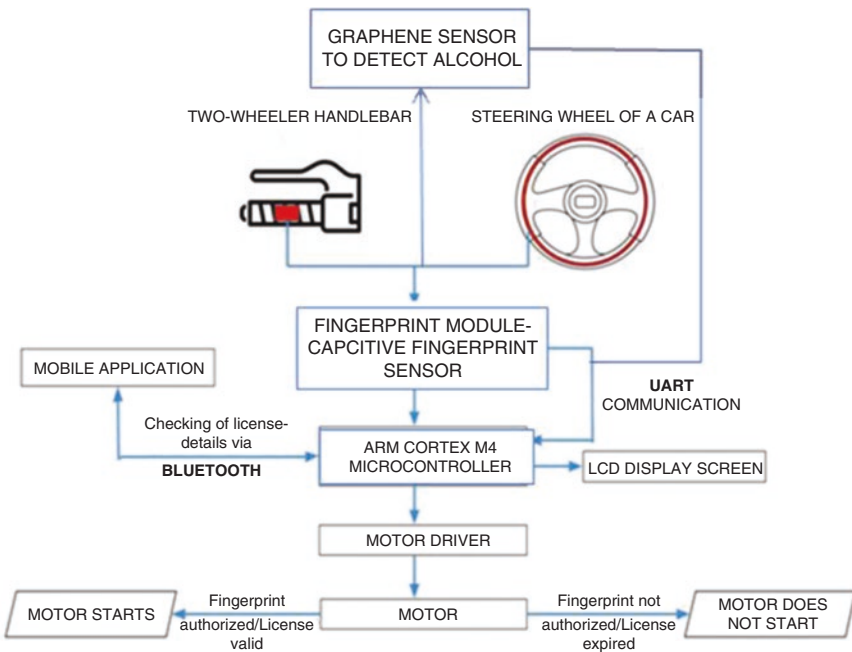 GRAPHENE SENSOR
TO DETECT ALCOHOL
TWO-WHEELER HANDLEBAR
STEERING WHEEL OF A CAR
FINGERPRINT MODULE-
CAPCITIVE FINGERPRINT
SENSOR
MOBILE APPLICATION
UART
COMMUNICATION
Checking of license-
details via
BLUETOOTH
ARM CORTEX M4
MICROCONTROLLER
LCD DISPLAY SCREEN
MOTOR DRIVER
MOTOR STARTS
Fingerprint
authorized/License
valid
MOTOR
Fingerprint not
authorized/License
expired
MOTOR DOES
NOT START